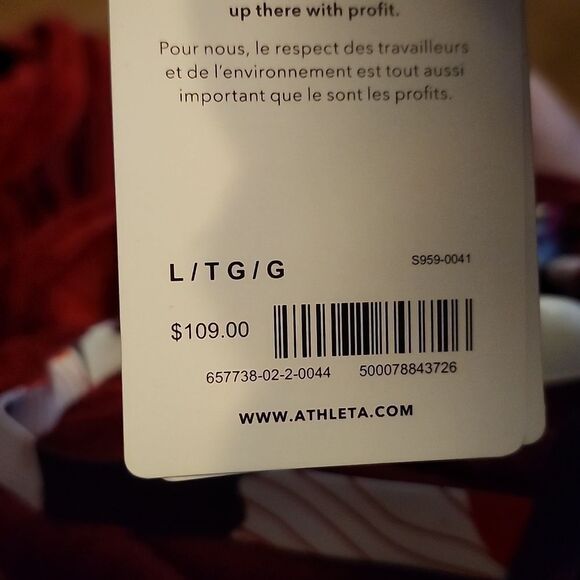 up there with profit.
Pour nous, le respect des travailleurs
et de l'environnement est tout aussi
important que le sont les profits.
L / T G / G
S959-0041
$109.00
657738-02-2-0044 500078843726
WWW.ATHLETA.COM